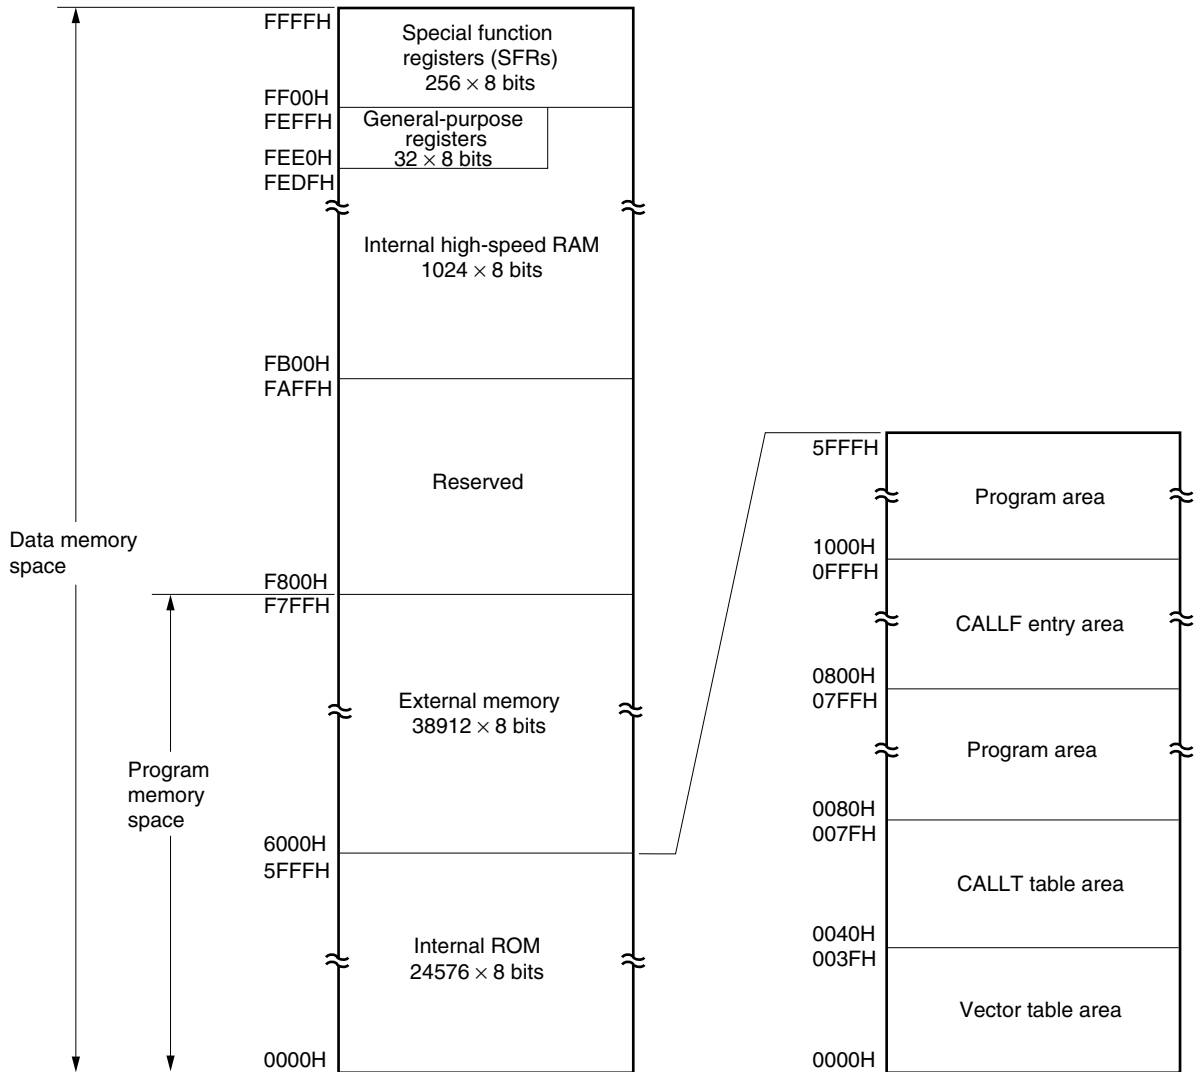 FFFFH
Special function
registers (SFRs)
256 × 8 bits
FF00H
FEFFH
General-purpose
registers
32 × 8 bits
FEE0H
FEDFH
Internal high-speed RAM
1024 × 8 bits
FB00H
FAFFH
Reserved
Data memory
space
F800H
F7FFH
External memory
38912 × 8 bits
Program
memory
space
6000H
5FFFH
Internal ROM
24576 × 8 bits
0000H
5FFFH
Program area
1000H
0FFFH
CALLF entry area
0800H
07FFH
Program area
0080H
007FH
CALLT table area
0040H
003FH
Vector table area
0000H